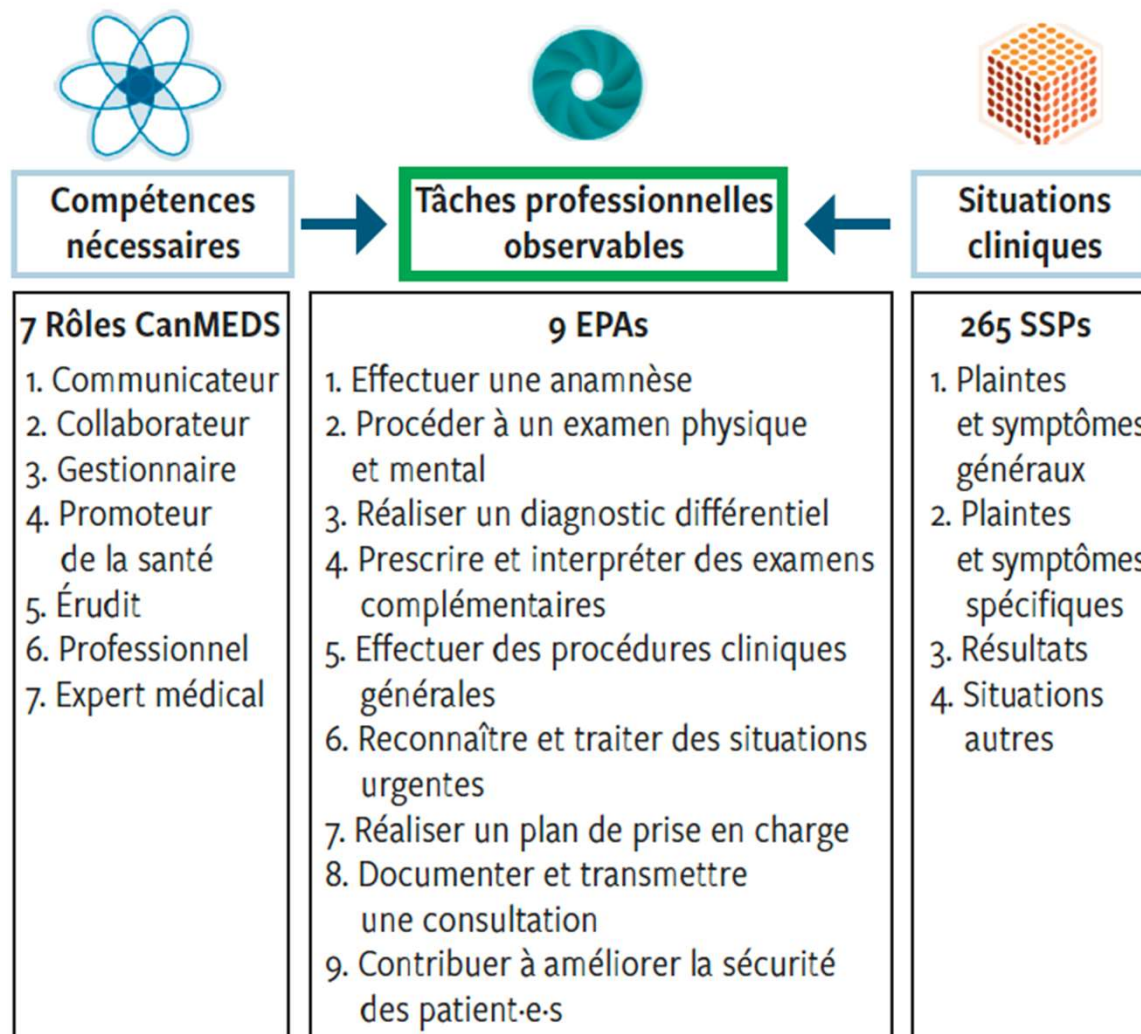 Compétences
nécessaires
Tâches professionnelles
observables
Situations
cliniques
7 Rôles CanMEDS
1. Communicateur
2. Collaborateur
3. Gestionnaire
4. Promoteur
de la santé
5. Érudit
6. Professionnel
7. Expert médical
9 EPAs
1. Effectuer une anamnèse
2. Procéder à un examen physique
et mental
3. Réaliser un diagnostic différentiel
4. Prescrire et interpréter des examens
complémentaires
5. Effectuer des procédures cliniques
générales
6. Reconnaître et traiter des situations
urgentes
7. Réaliser un plan de prise en charge
8. Documenter et transmettre
une consultation
9. Contribuer à améliorer la sécurité
des patient·e·s
265 SSPs
1. Plaintes
et symptômes
généraux
2. Plaintes
et symptômes
spécifiques
3. Résultats
4. Situations
autres